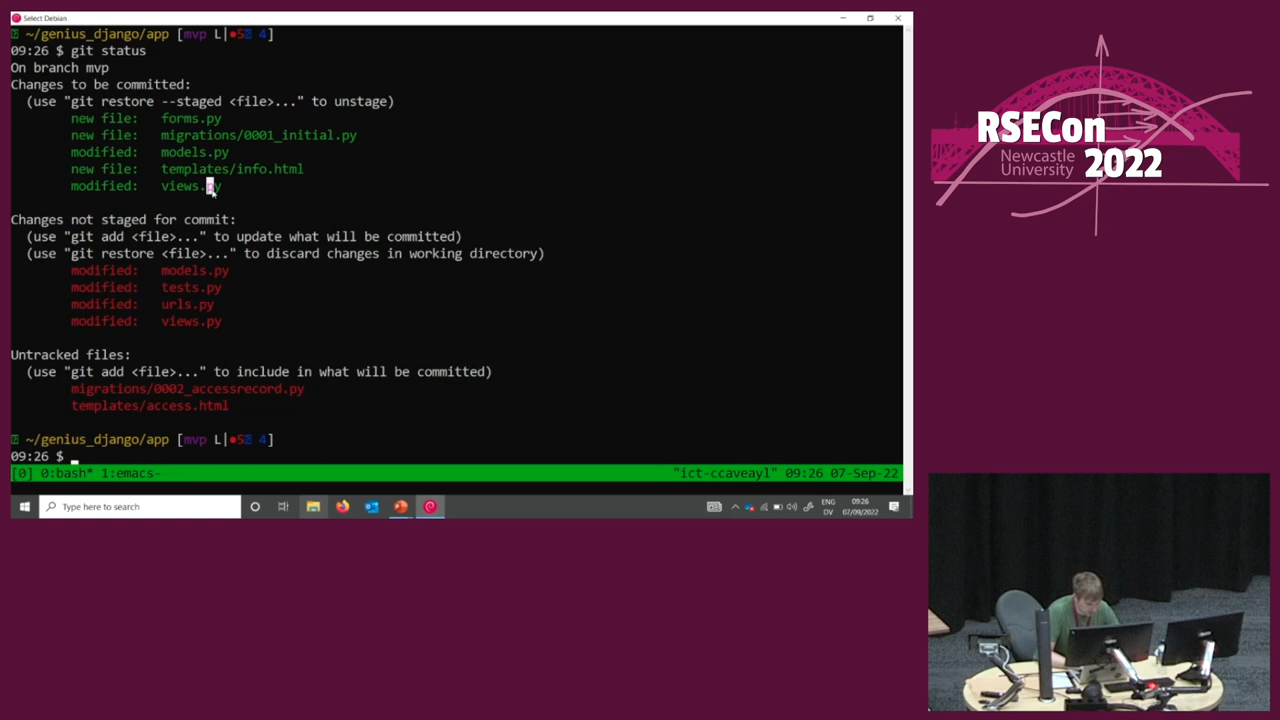 Select Debian
~/genius_django/app [mvp L|●5 4]
09:26 $ git status
On branch mvp
Changes to be committed:
(use "git restore --staged <file>..." to unstage)
new file: forms.py
new file: migrations/0001_initial.py
modified: models.py
new file: templates/info.html
modified: views.py
Changes not staged for commit:
(use "git add <file>..." to update what will be committed)
(use "git restore <file>..." to discard changes in working directory)
modified: models.py
modified: tests.py
modified: urls.py
modified: views.py
Untracked files:
(use "git add <file>..." to include in what will be committed)
migrations/0002_accessrecord.py
templates/access.html
~/genius_django/app [mvp L|●5 4]
09:26 $
[0] 0:bash* 1:emacs- "ict-ccaveayl" 09:26 07-Sep-22
Type here to search
ENG
DV
09:26
07/09/2022
RSECon
Newcastle
University 2022